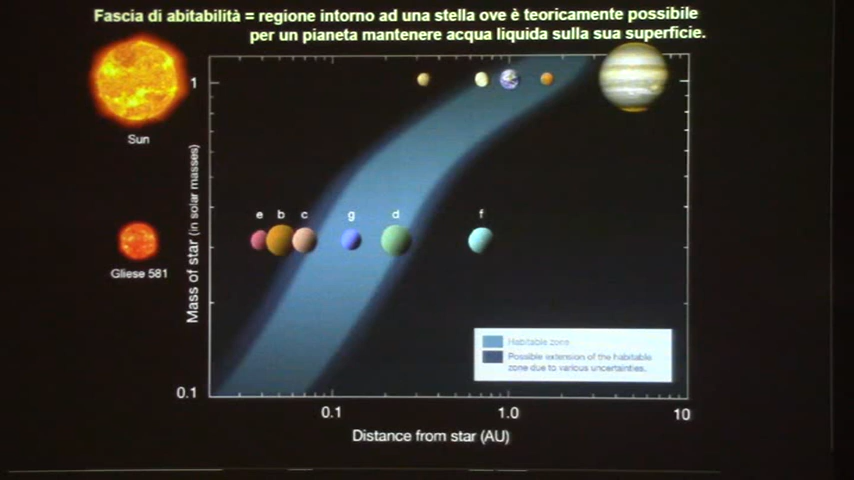 Fascia di abitabilità = regione intorno ad una stella ove è teoricamente possibile
per un pianeta mantenere acqua liquida sulla sua superficie.
1
Sun
Mass of star (in solar masses)
e b c g d f
Gliese 581
Habitable zone
Possible extension of the habitable
zone due to various uncertainties.
0.1
0.1 1.0 10
Distance from star (AU)